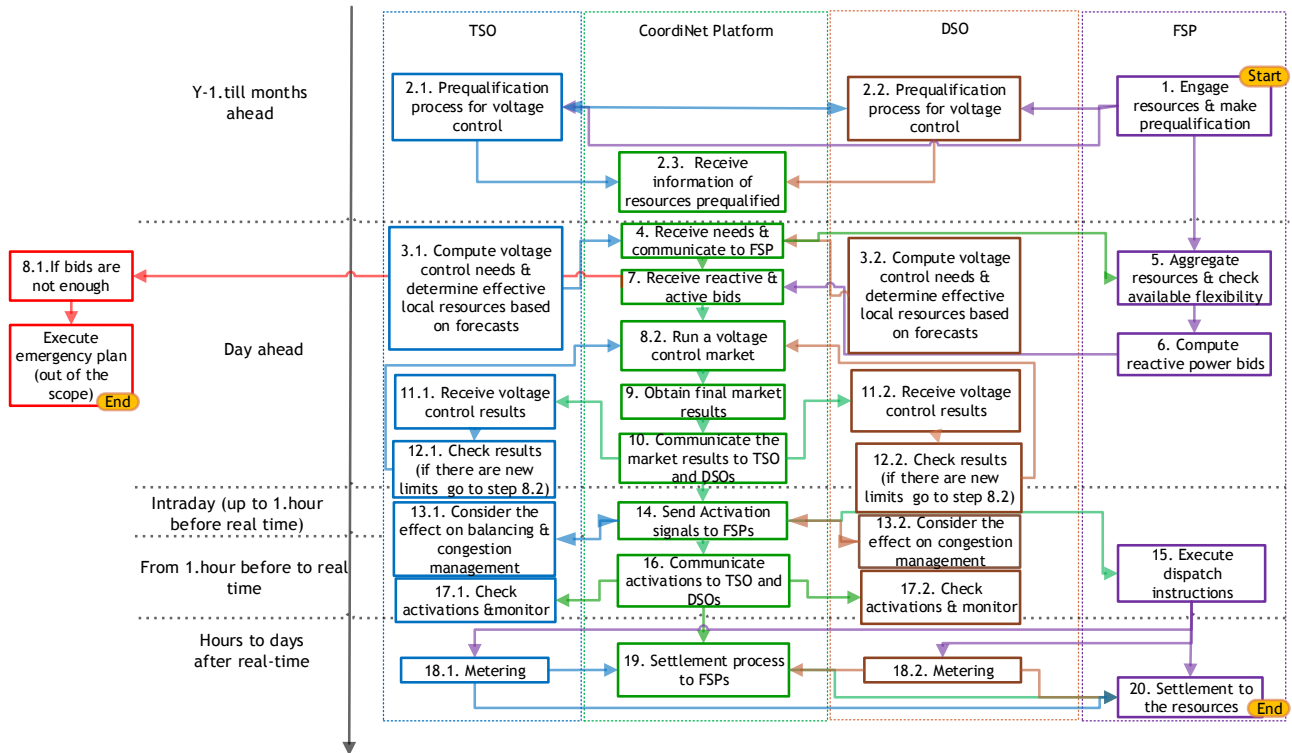 TSO
CoordiNet Platform
DSO
FSP
Y-1.till months
ahead
2.1. Prequalification
process for voltage
control
2.2. Prequalification
process for voltage
control
Start
1. Engage
resources & make
prequalification
2.3. Receive
information of
resources prequalified
Day ahead
8.1.If bids are
not enough
Execute
emergency plan
(out of the
scope)
End
3.1. Compute voltage
control needs &
determine effective
local resources based
on forecasts
4. Receive needs &
communicate to FSP
7. Receive reactive &
active bids
3.2. Compute voltage
control needs &
determine effective
local resources based
on forecasts
5. Aggregate
resources & check
available flexibility
6. Compute
reactive power bids
8.2. Run a voltage
control market
11.1. Receive voltage
control results
9. Obtain final market
results
11.2. Receive voltage
control results
12.1. Check results
(if there are new
limits go to step 8.2)
10. Communicate the
market results to TSO
and DSOs
12.2. Check results
(if there are new
limits go to step 8.2)
Intraday (up to 1.hour
before real time)
13.1. Consider the
effect on balancing &
congestion
management
14. Send Activation
signals to FSPs
13.2. Consider the
effect on congestion
management
From 1.hour before to real
time
16. Communicate
activations to TSO and
DSOs
15. Execute
dispatch
instructions
17.1. Check
activations &monitor
17.2. Check
activations & monitor
Hours to days
after real-time
18.1. Metering
19. Settlement process
to FSPs
18.2. Metering
20. Settlement to
the resources
End